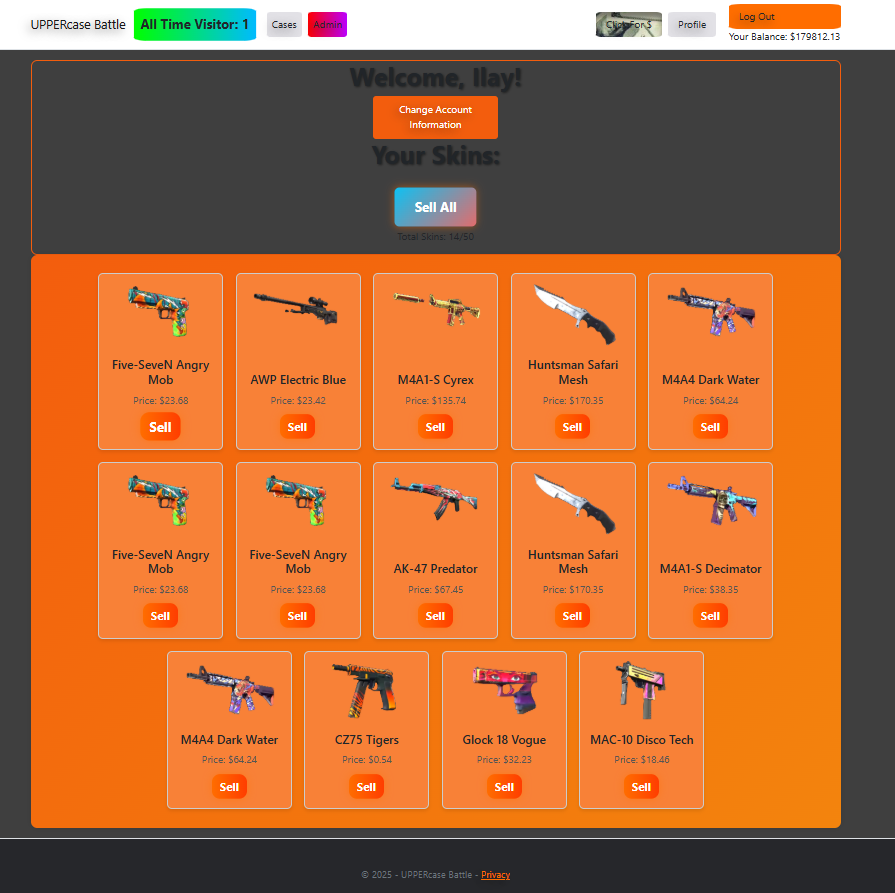 UPPERcase Battle All Time Visitor: 1 Cases Admin Click For $ Profile Log Out
Your Balance: $179812.13
Welcome, Ilay!
Change Account
Information
Your Skins:
Sell All
Total Skins: 14/50
Five-SeveN Angry
Mob
Price: $23.68
Sell
AWP Electric Blue
Price: $23.42
Sell
M4A1-S Cyrex
Price: $135.74
Sell
Huntsman Safari
Mesh
Price: $170.35
Sell
M4A4 Dark Water
Price: $64.24
Sell
Five-SeveN Angry
Mob
Price: $23.68
Sell
Five-SeveN Angry
Mob
Price: $23.68
Sell
AK-47 Predator
Price: $67.45
Sell
Huntsman Safari
Mesh
Price: $170.35
Sell
M4A1-S Decimator
Price: $38.35
Sell
M4A4 Dark Water
Price: $64.24
Sell
CZ75 Tigers
Price: $0.54
Sell
Glock 18 Vogue
Price: $32.23
Sell
MAC-10 Disco Tech
Price: $18.46
Sell
© 2025 - UPPERcase Battle - Privacy